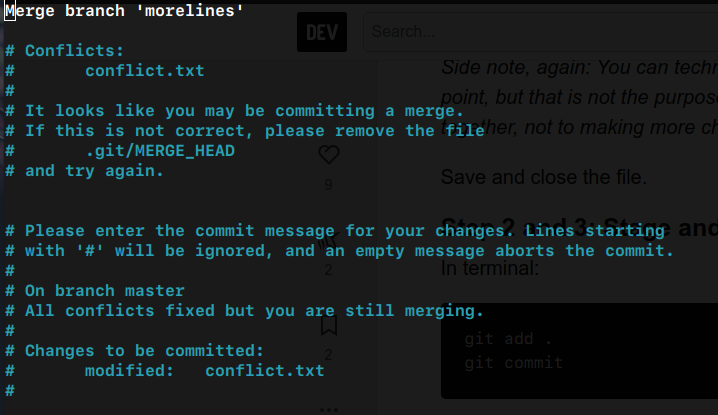 Merge branch 'morelines'
# Conflicts:
#       conflict.txt
#
# It looks like you may be committing a merge.
# If this is not correct, please remove the file
#       .git/MERGE_HEAD
# and try again.
# Please enter the commit message for your changes. Lines starting
# with '#' will be ignored, and an empty message aborts the commit.
#
# On branch master
# All conflicts fixed but you are still merging.
#
# Changes to be committed:
#       modified:   conflict.txt
#
DEV
Search...
Side note, again: You can techn
point, but that is not the purpos
together, not to making more ch
9
Save and close the file.
Step 2 and 3: Stage and
2
In terminal:
2
git add .
git commit